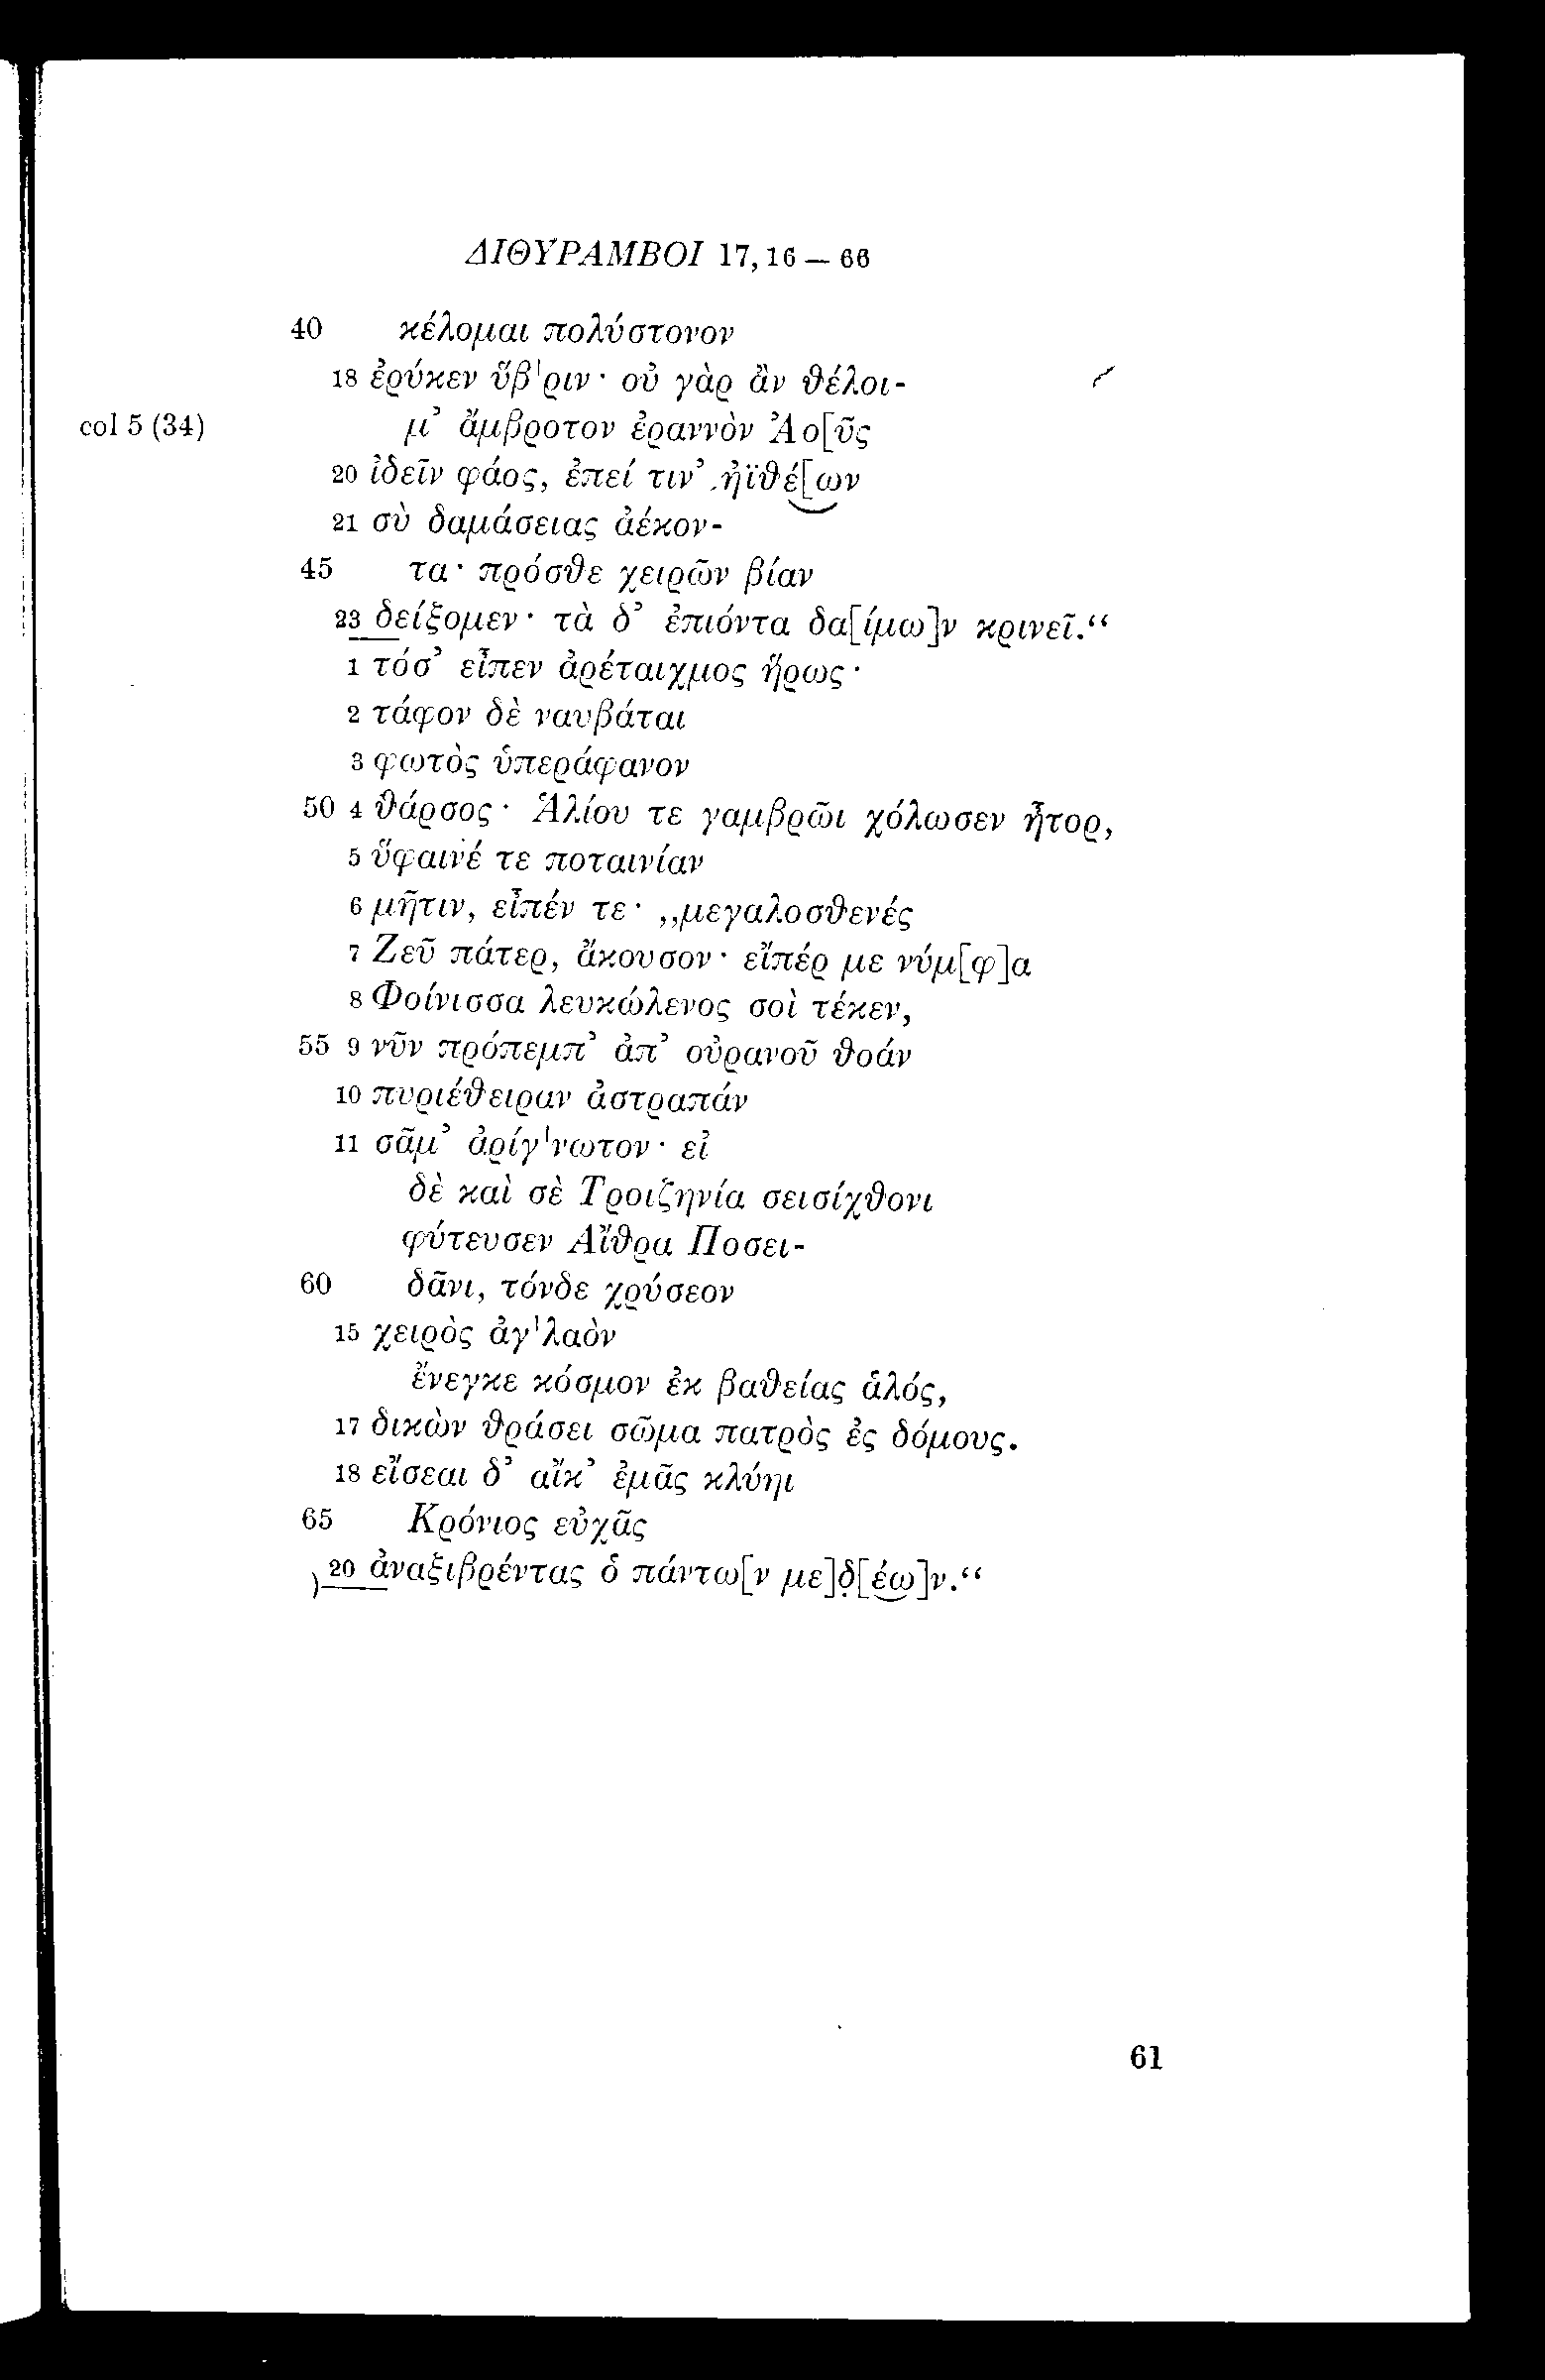 ΔΙΘΥΡΑΜΒΟΙ 17,16 — 66
40 κέλομαι πολύστονον
18 ἐρύκεν ὕβ'ριν· οὐ γὰρ ἂν θέλοι-
col 5 (34) μ’ ἄμβροτον ἐραννὸν Ἀο[ῦς
20 ἰδεῖν φάος, ἐπεί τιν’ ἠϊθέ[ων
21 σὺ δαμάσειας ἀέκον-
45 τα· πρόσθε χειρῶν βίαν
23 δείξομεν· τὰ δ’ ἐπιόντα δα[ίμω]ν κρινεῖ.“
1 τόσ’ εἶπεν ἀρέταιχμος ἥρως·
2 τάφον δὲ ναυβάται
3 φωτὸς ὑπεράφανον
50 4 θάρσος· Ἁλίου τε γαμβρῶι χόλωσεν ἦτορ,
5 ὕφαινέ τε ποταινίαν
6 μῆτιν, εἶπέν τε· „μεγαλοσθενές
7 Ζεῦ πάτερ, ἄκουσον· εἴπέρ με νύμ[φ]α
8 Φοίνισσα λευκώλενος σοὶ τέκεν,
55 9 νῦν πρόπεμπ’ ἀπ’ οὐρανοῦ θοάν
10 πυριέθειραν ἀστραπάν
11 σᾶμ’ ἀρίγ'νωτον· εἰ
δὲ καὶ σὲ Τροιζηνία σεισίχθονι
φύτευσεν Αἴθρα Ποσει-
60 δᾶνι, τόνδε χρύσεον
15 χειρὸς ἀγ'λαὸν
ἔνεγκε κόσμον ἐκ βαθείας ἁλός,
17 δικὼν θράσει σῶμα πατρὸς ἐς δόμους.
18 εἴσεαι δ’ αἴκ’ ἐμᾶς κλύηι
65 Κρόνιος εὐχᾶς
)20 ἀναξιβρέντας ὁ πάντω[ν με]δ̣[έω]ν.“
61